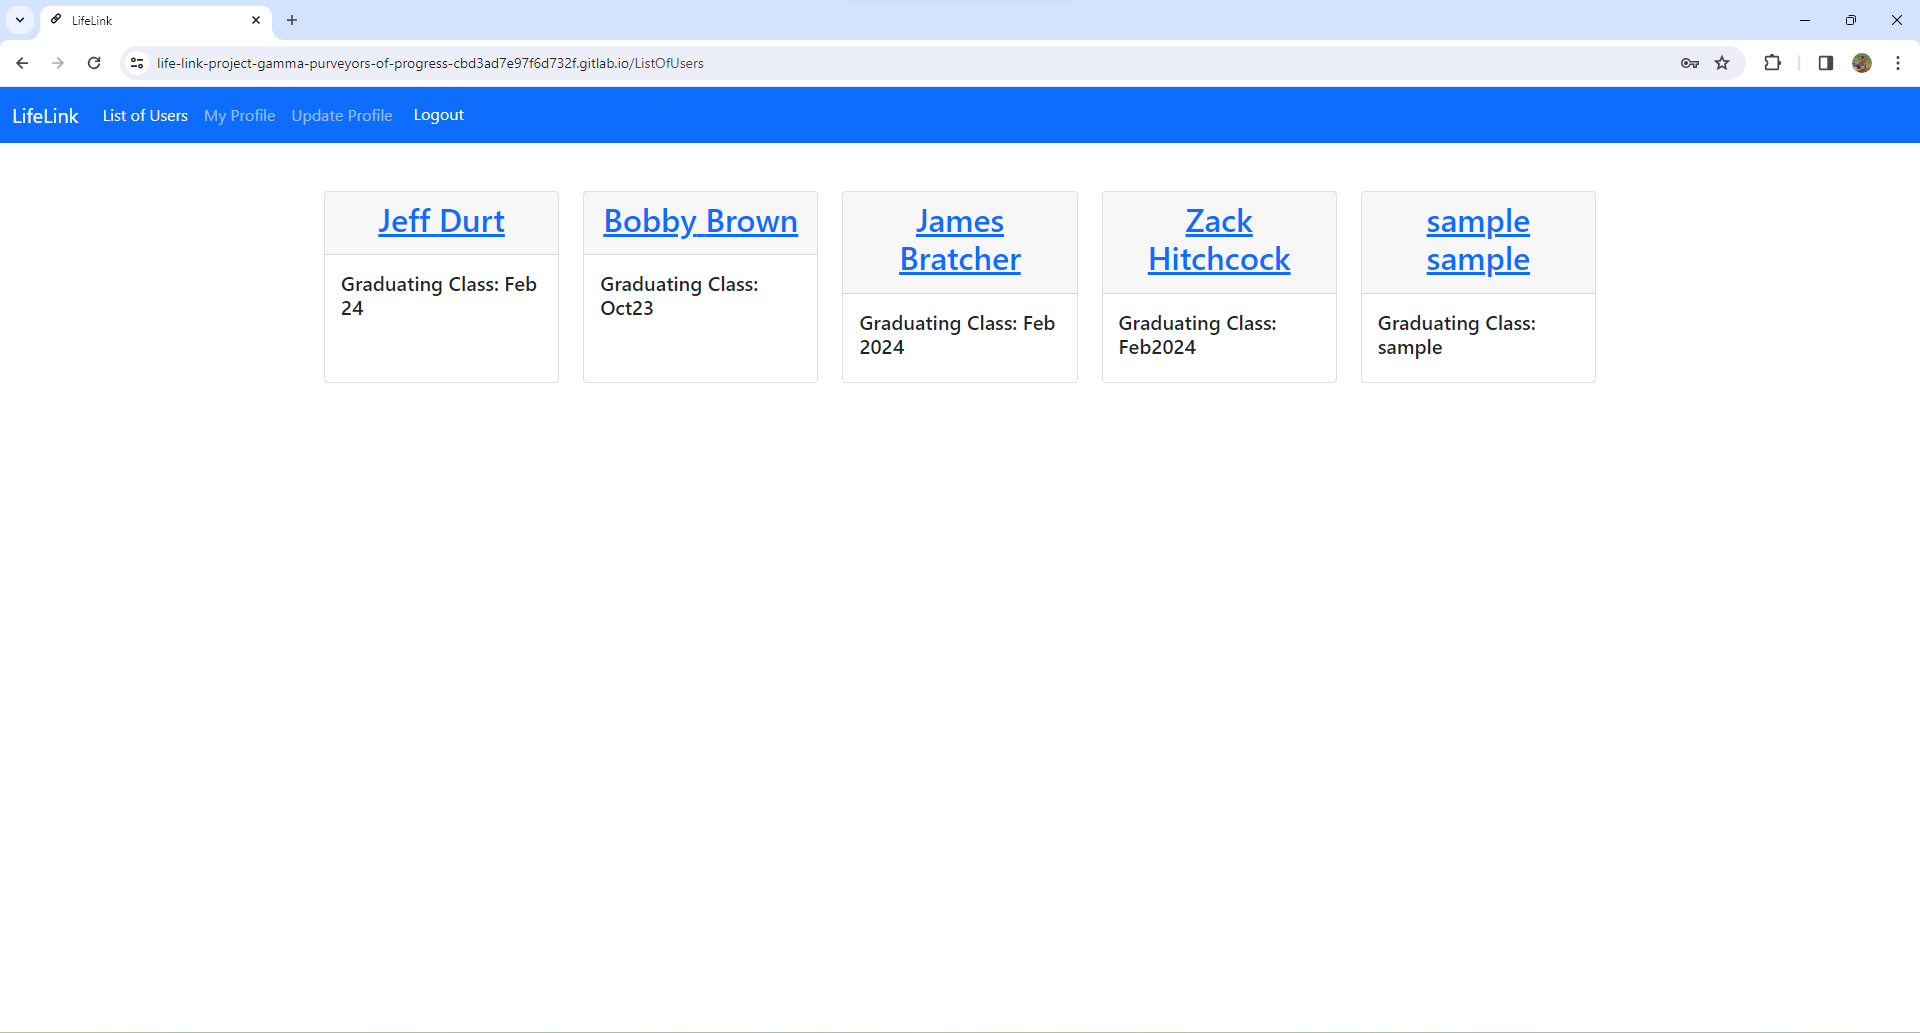 LifeLink
life-link-project-gamma-purveyors-of-progress-cbd3ad7e97f6d732f.gitlab.io/ListOfUsers
LifeLink List of Users My Profile Update Profile Logout
Jeff Durt
Graduating Class: Feb
24
Bobby Brown
Graduating Class:
Oct23
James
Bratcher
Graduating Class: Feb
2024
Zack
Hitchcock
Graduating Class:
Feb2024
sample
sample
Graduating Class:
sample